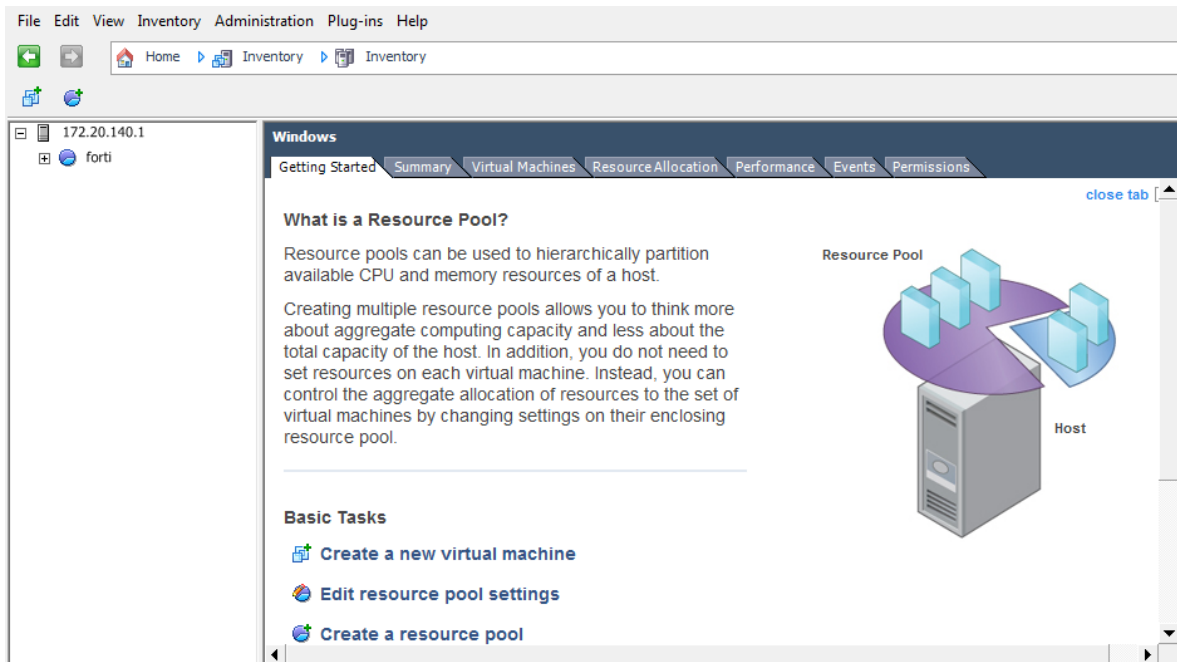 File Edit View Inventory Administration Plug-ins Help
Home Inventory Inventory
172.20.140.1
forti
Windows
Getting Started Summary Virtual Machines Resource Allocation Performance Events Permissions
close tab
What is a Resource Pool?
Resource pools can be used to hierarchically partition
available CPU and memory resources of a host.
Creating multiple resource pools allows you to think more
about aggregate computing capacity and less about the
total capacity of the host. In addition, you do not need to
set resources on each virtual machine. Instead, you can
control the aggregate allocation of resources to the set of
virtual machines by changing settings on their enclosing
resource pool.
Resource Pool
Host
Basic Tasks
Create a new virtual machine
Edit resource pool settings
Create a resource pool